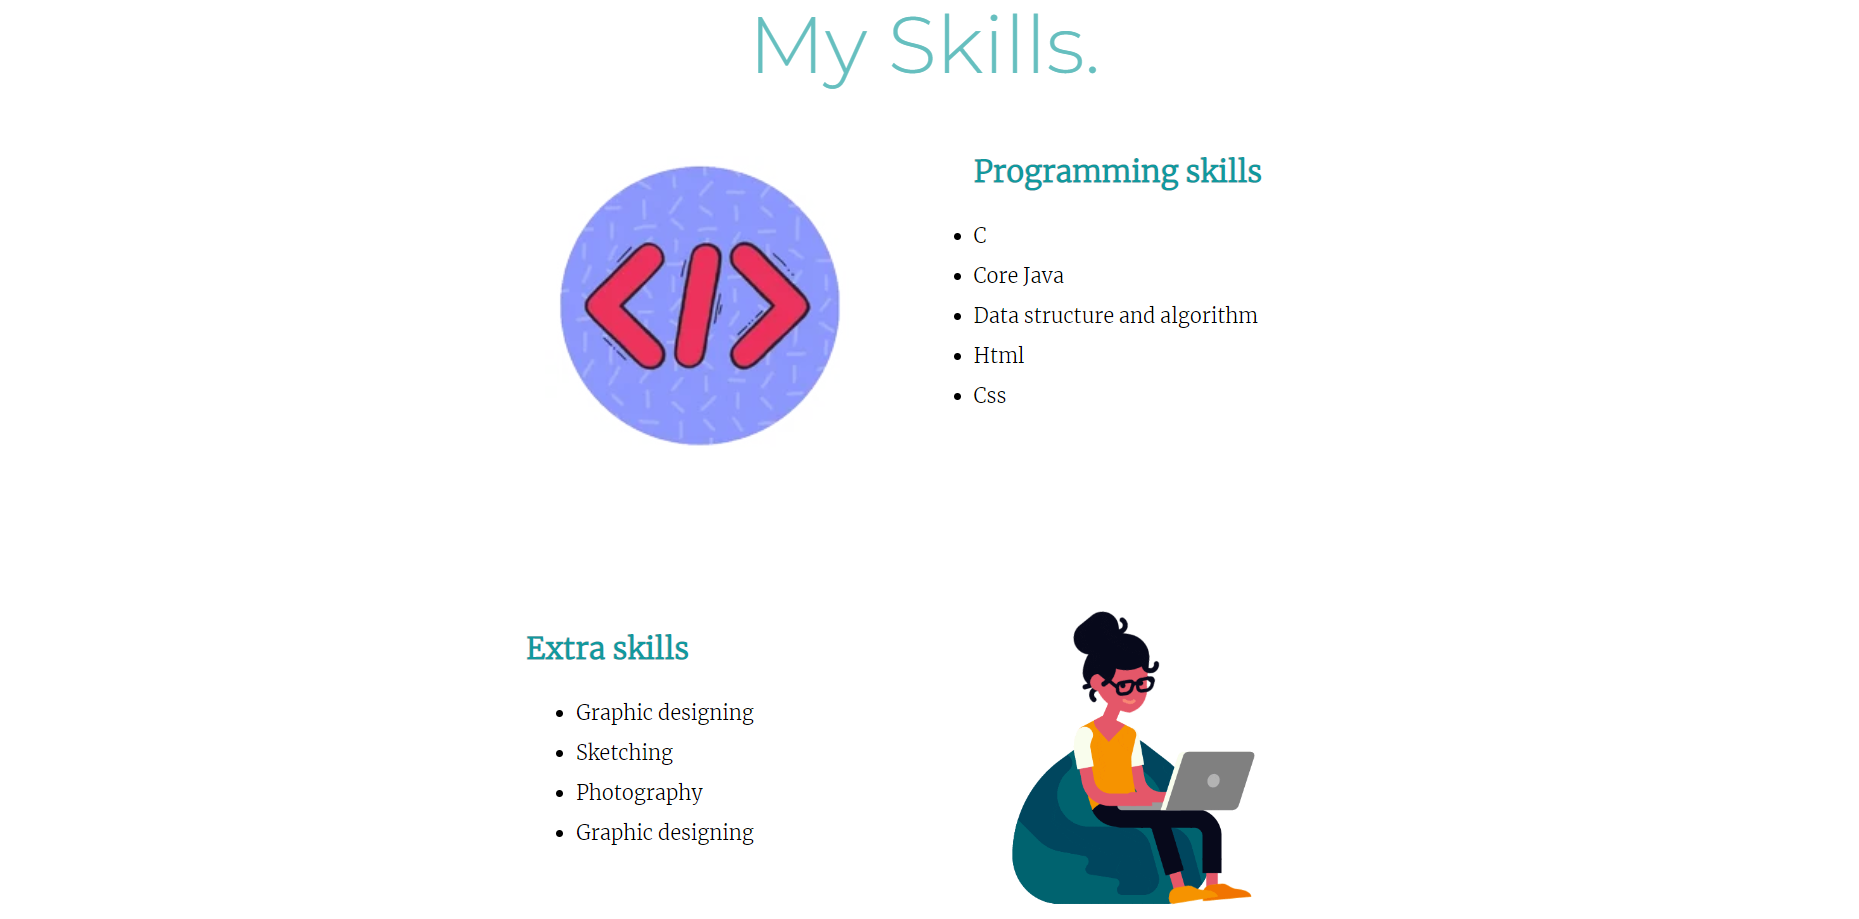 My Skills.
Programming skills
C
Core Java
Data structure and algorithm
Html
Css
Extra skills
Graphic designing
Sketching
Photography
Graphic designing